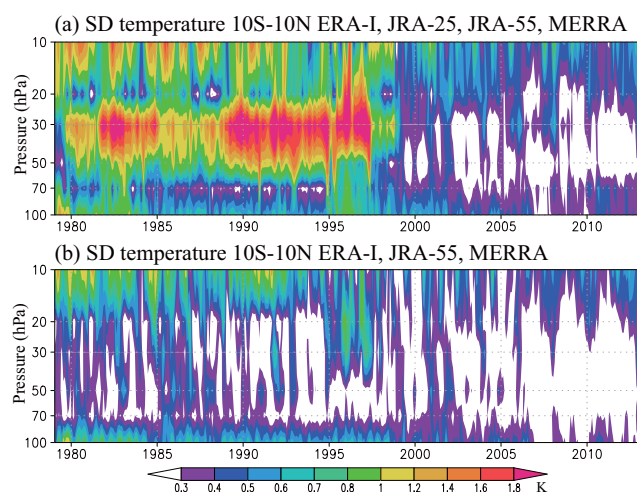 (a) SD temperature 10S-10N ERA-I, JRA-25, JRA-55, MERRA
Pressure (hPa)
10
20
30
50
70
100
1980 1985 1990 1995 2000 2005 2010
(b) SD temperature 10S-10N ERA-I, JRA-55, MERRA
Pressure (hPa)
10
20
30
50
70
100
1980 1985 1990 1995 2000 2005 2010
0.3 0.4 0.5 0.6 0.7 0.8 1 1.2 1.4 1.6 1.8 K